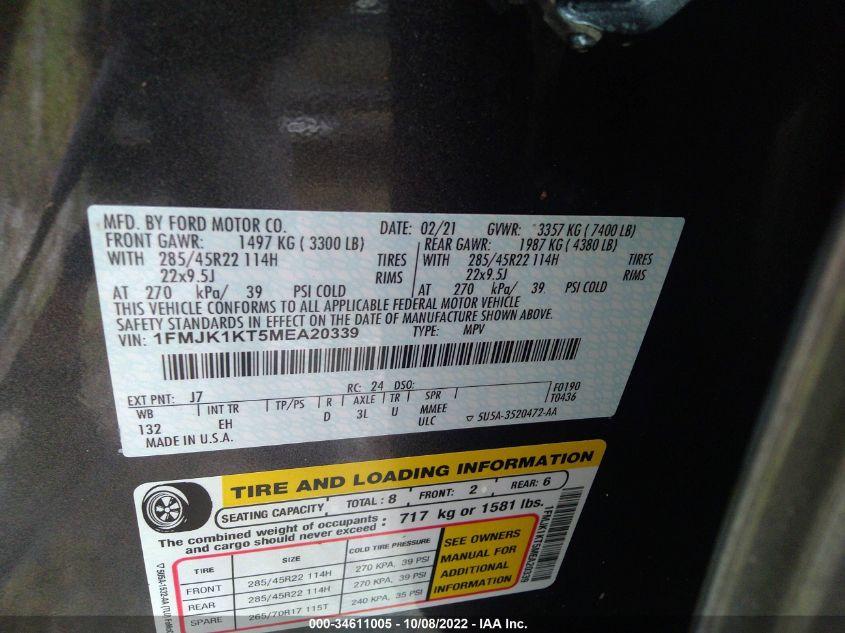 MFD. BY FORD MOTOR CO. DATE: 02/21 GVWR: 3357 KG ( 7400 LB)
FRONT GAWR: 1497 KG ( 3300 LB) REAR GAWR: 1987 KG ( 4380 LB)
WITH 285/45R22 114H TIRES WITH 285/45R22 114H TIRES
22x9.5J RIMS 22x9.5J RIMS
AT 270 kPa/ 39 PSI COLD AT 270 kPa/ 39 PSI COLD
THIS VEHICLE CONFORMS TO ALL APPLICABLE FEDERAL MOTOR VEHICLE
SAFETY STANDARDS IN EFFECT ON THE DATE OF MANUFACTURE SHOWN ABOVE.
VIN: 1FMJK1KT5MEA20339 TYPE: MPV
EXT PNT: J7 RC: 24 DSO: F0190
WB INT TR TP/PS R AXLE TR SPR T0436
132 EH D 3L U MMEE
ULC ▽ 5U5A-3520472-AA
MADE IN U.S.A.
TIRE AND LOADING INFORMATION
SEATING CAPACITY TOTAL : 8 FRONT: 2 REAR: 6
The combined weight of occupants
and cargo should never exceed : 717 kg or 1581 lbs.
TIRE SIZE COLD TIRE PRESSURE
FRONT 285/45R22 114H 270 KPA, 39 PSI
REAR 285/45R22 114H 270 KPA, 39 PSI
SPARE 265/70R17 115T 240 KPA, 35 PSI
SEE OWNERS
MANUAL FOR
ADDITIONAL
INFORMATION
1FMJK1KT5MEA20339
000-34611005 - 10/08/2022 - IAA Inc.